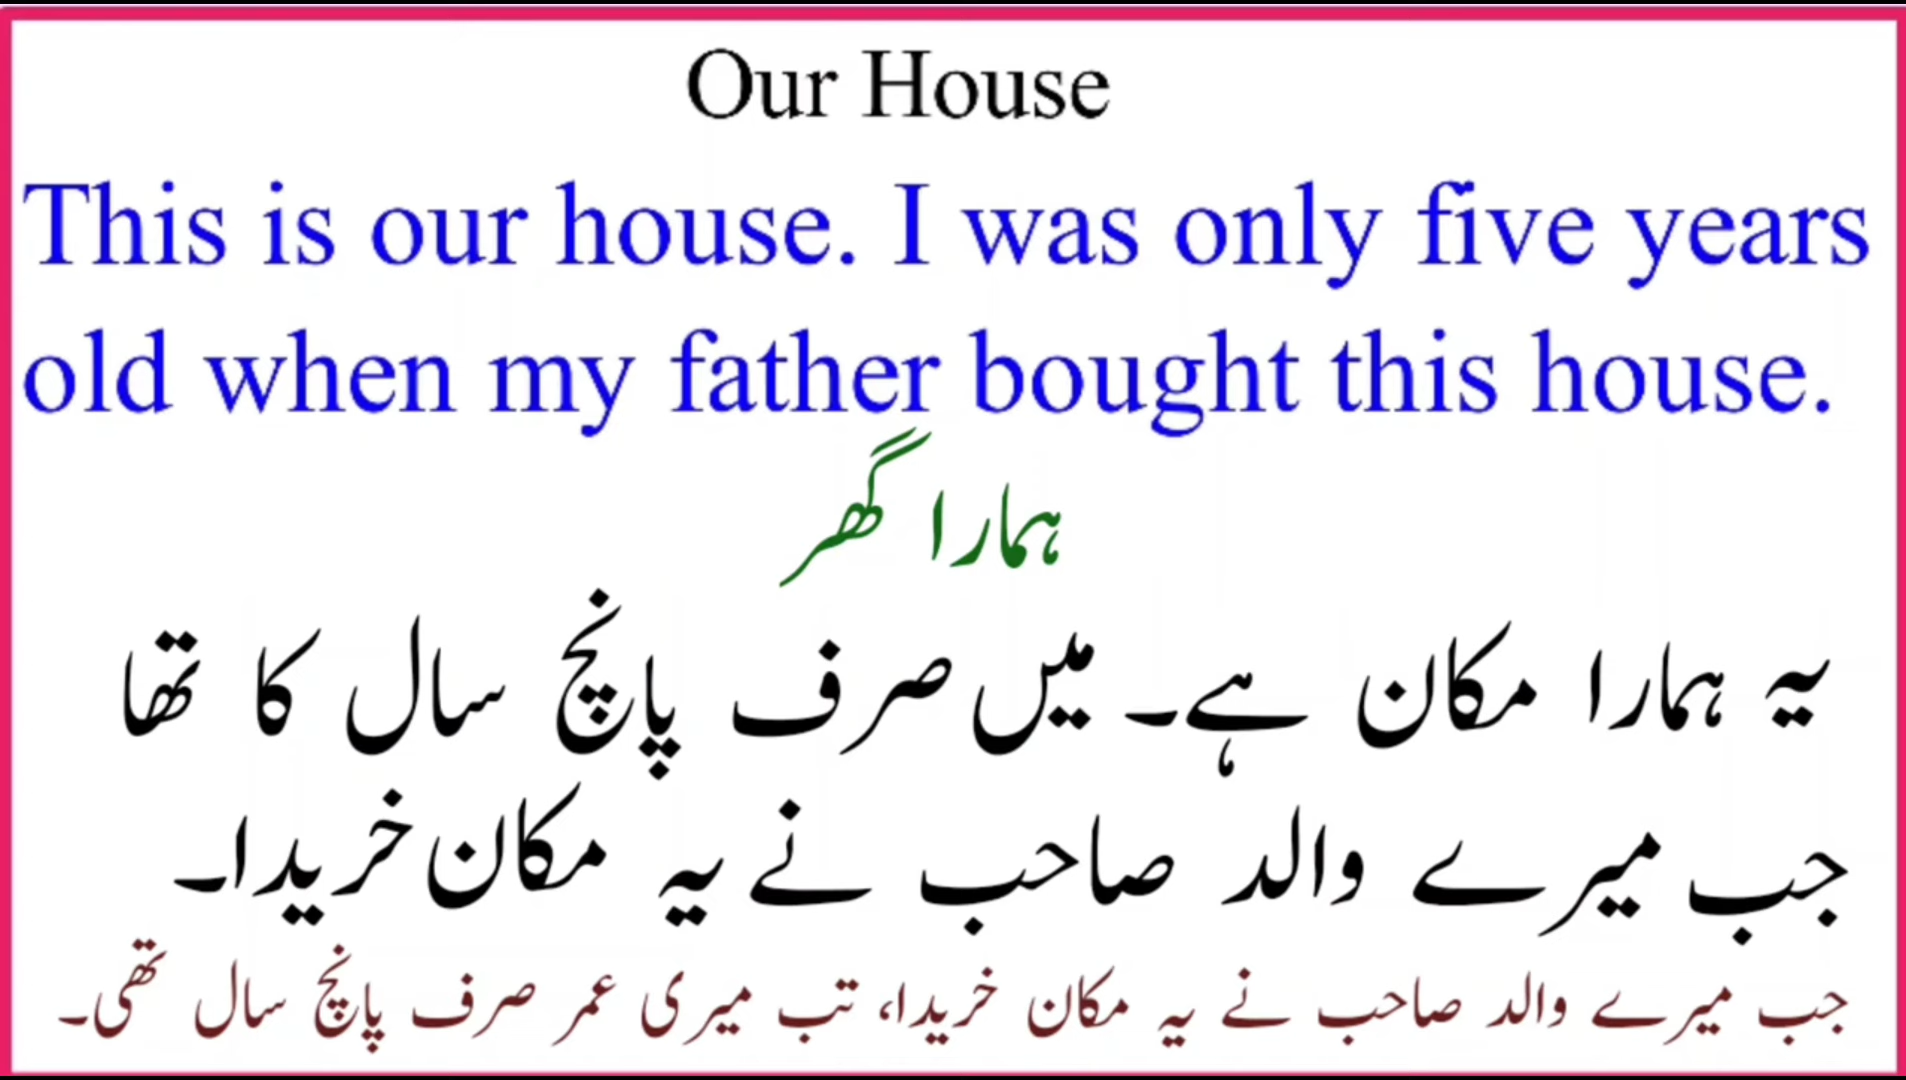 Our House
This is our house. I was only five years
old when my father bought this house.
ہمارا گھر
یہ ہمارا مکان ہے۔ میں صرف پانچ سال کا تھا
جب میرے والد صاحب نے یہ مکان خریدا۔
جب میرے والد صاحب نے یہ مکان خریدا، تب میری عمر صرف پانچ سال تھی۔